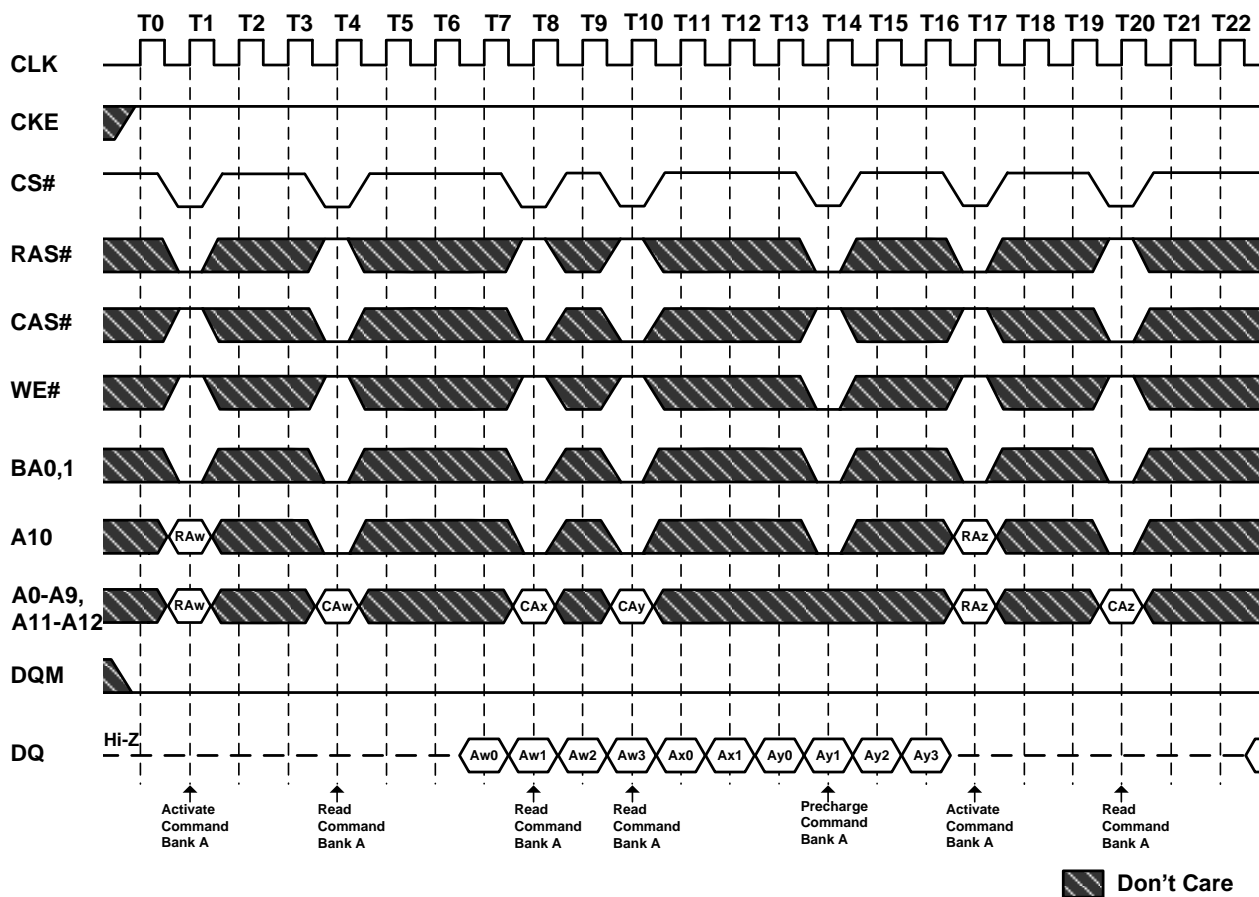 T0 T1 T2 T3 T4 T5 T6 T7 T8 T9 T10 T11 T12 T13 T14 T15 T16 T17 T18 T19 T20 T21 T22
CLK
CKE
CS#
RAS#
CAS#
WE#
BA0,1
A10
RAw RAz
A0-A9,
A11-A12
RAw CAw CAx CAy RAz CAz
DQM
DQ
Hi-Z
Aw0 Aw1 Aw2 Aw3 Ax0 Ax1 Ay0 Ay1 Ay2 Ay3
Activate
Command
Bank A
Read
Command
Bank A
Read
Command
Bank A
Read
Command
Bank A
Precharge
Command
Bank A
Activate
Command
Bank A
Read
Command
Bank A
Don't Care